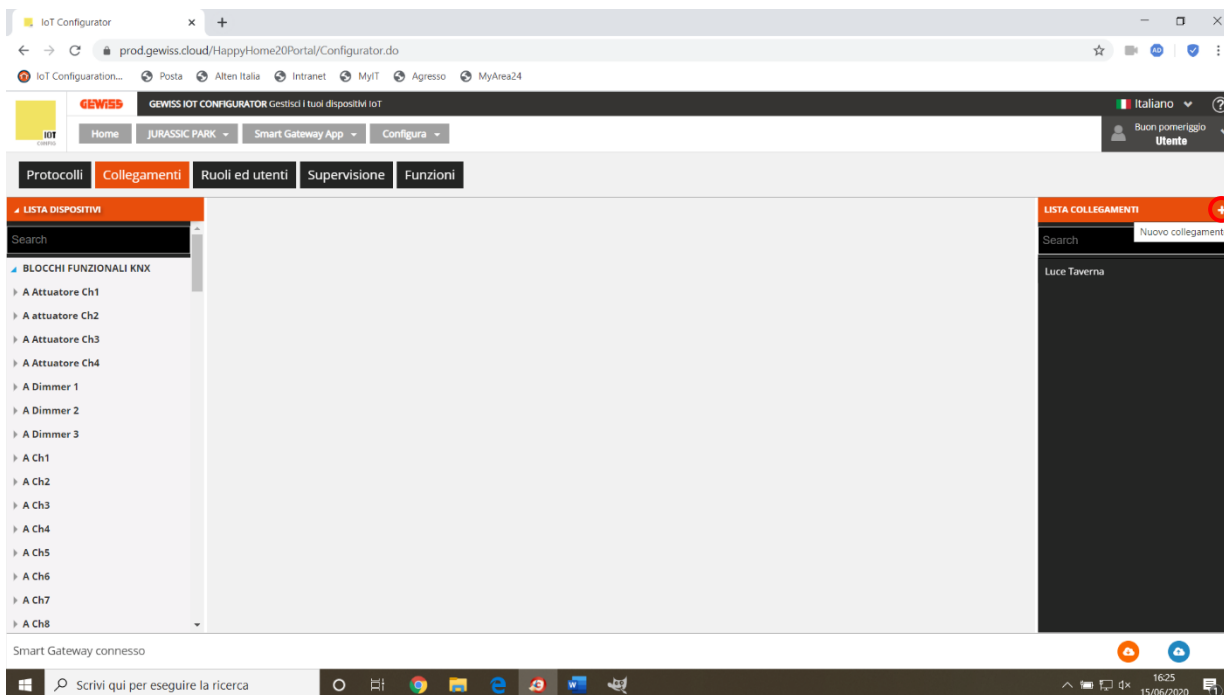 IoT Configurator
prod.gewiss.cloud/HappyHome20Portal/Configurator.do
IoT Configuaration... Posta Alten Italia Intranet MyIT Agresso MyArea24
GEWISS GEWISS IOT CONFIGURATOR Gestisci i tuoi dispositivi IoT Italiano
IOT CONFIG
Home JURASSIC PARK Smart Gateway App Configura
Buon pomeriggio
Utente
Protocolli Collegamenti Ruoli ed utenti Supervisione Funzioni
LISTA DISPOSITIVI
Search
BLOCCHI FUNZIONALI KNX
A Attuatore Ch1
A attuatore Ch2
A Attuatore Ch3
A Attuatore Ch4
A Dimmer 1
A Dimmer 2
A Dimmer 3
A Ch1
A Ch2
A Ch3
A Ch4
A Ch5
A Ch6
A Ch7
A Ch8
LISTA COLLEGAMENTI
Nuovo collegament
Search
Luce Taverna
Smart Gateway connesso
Scrivi qui per eseguire la ricerca
16:25
15/06/2020